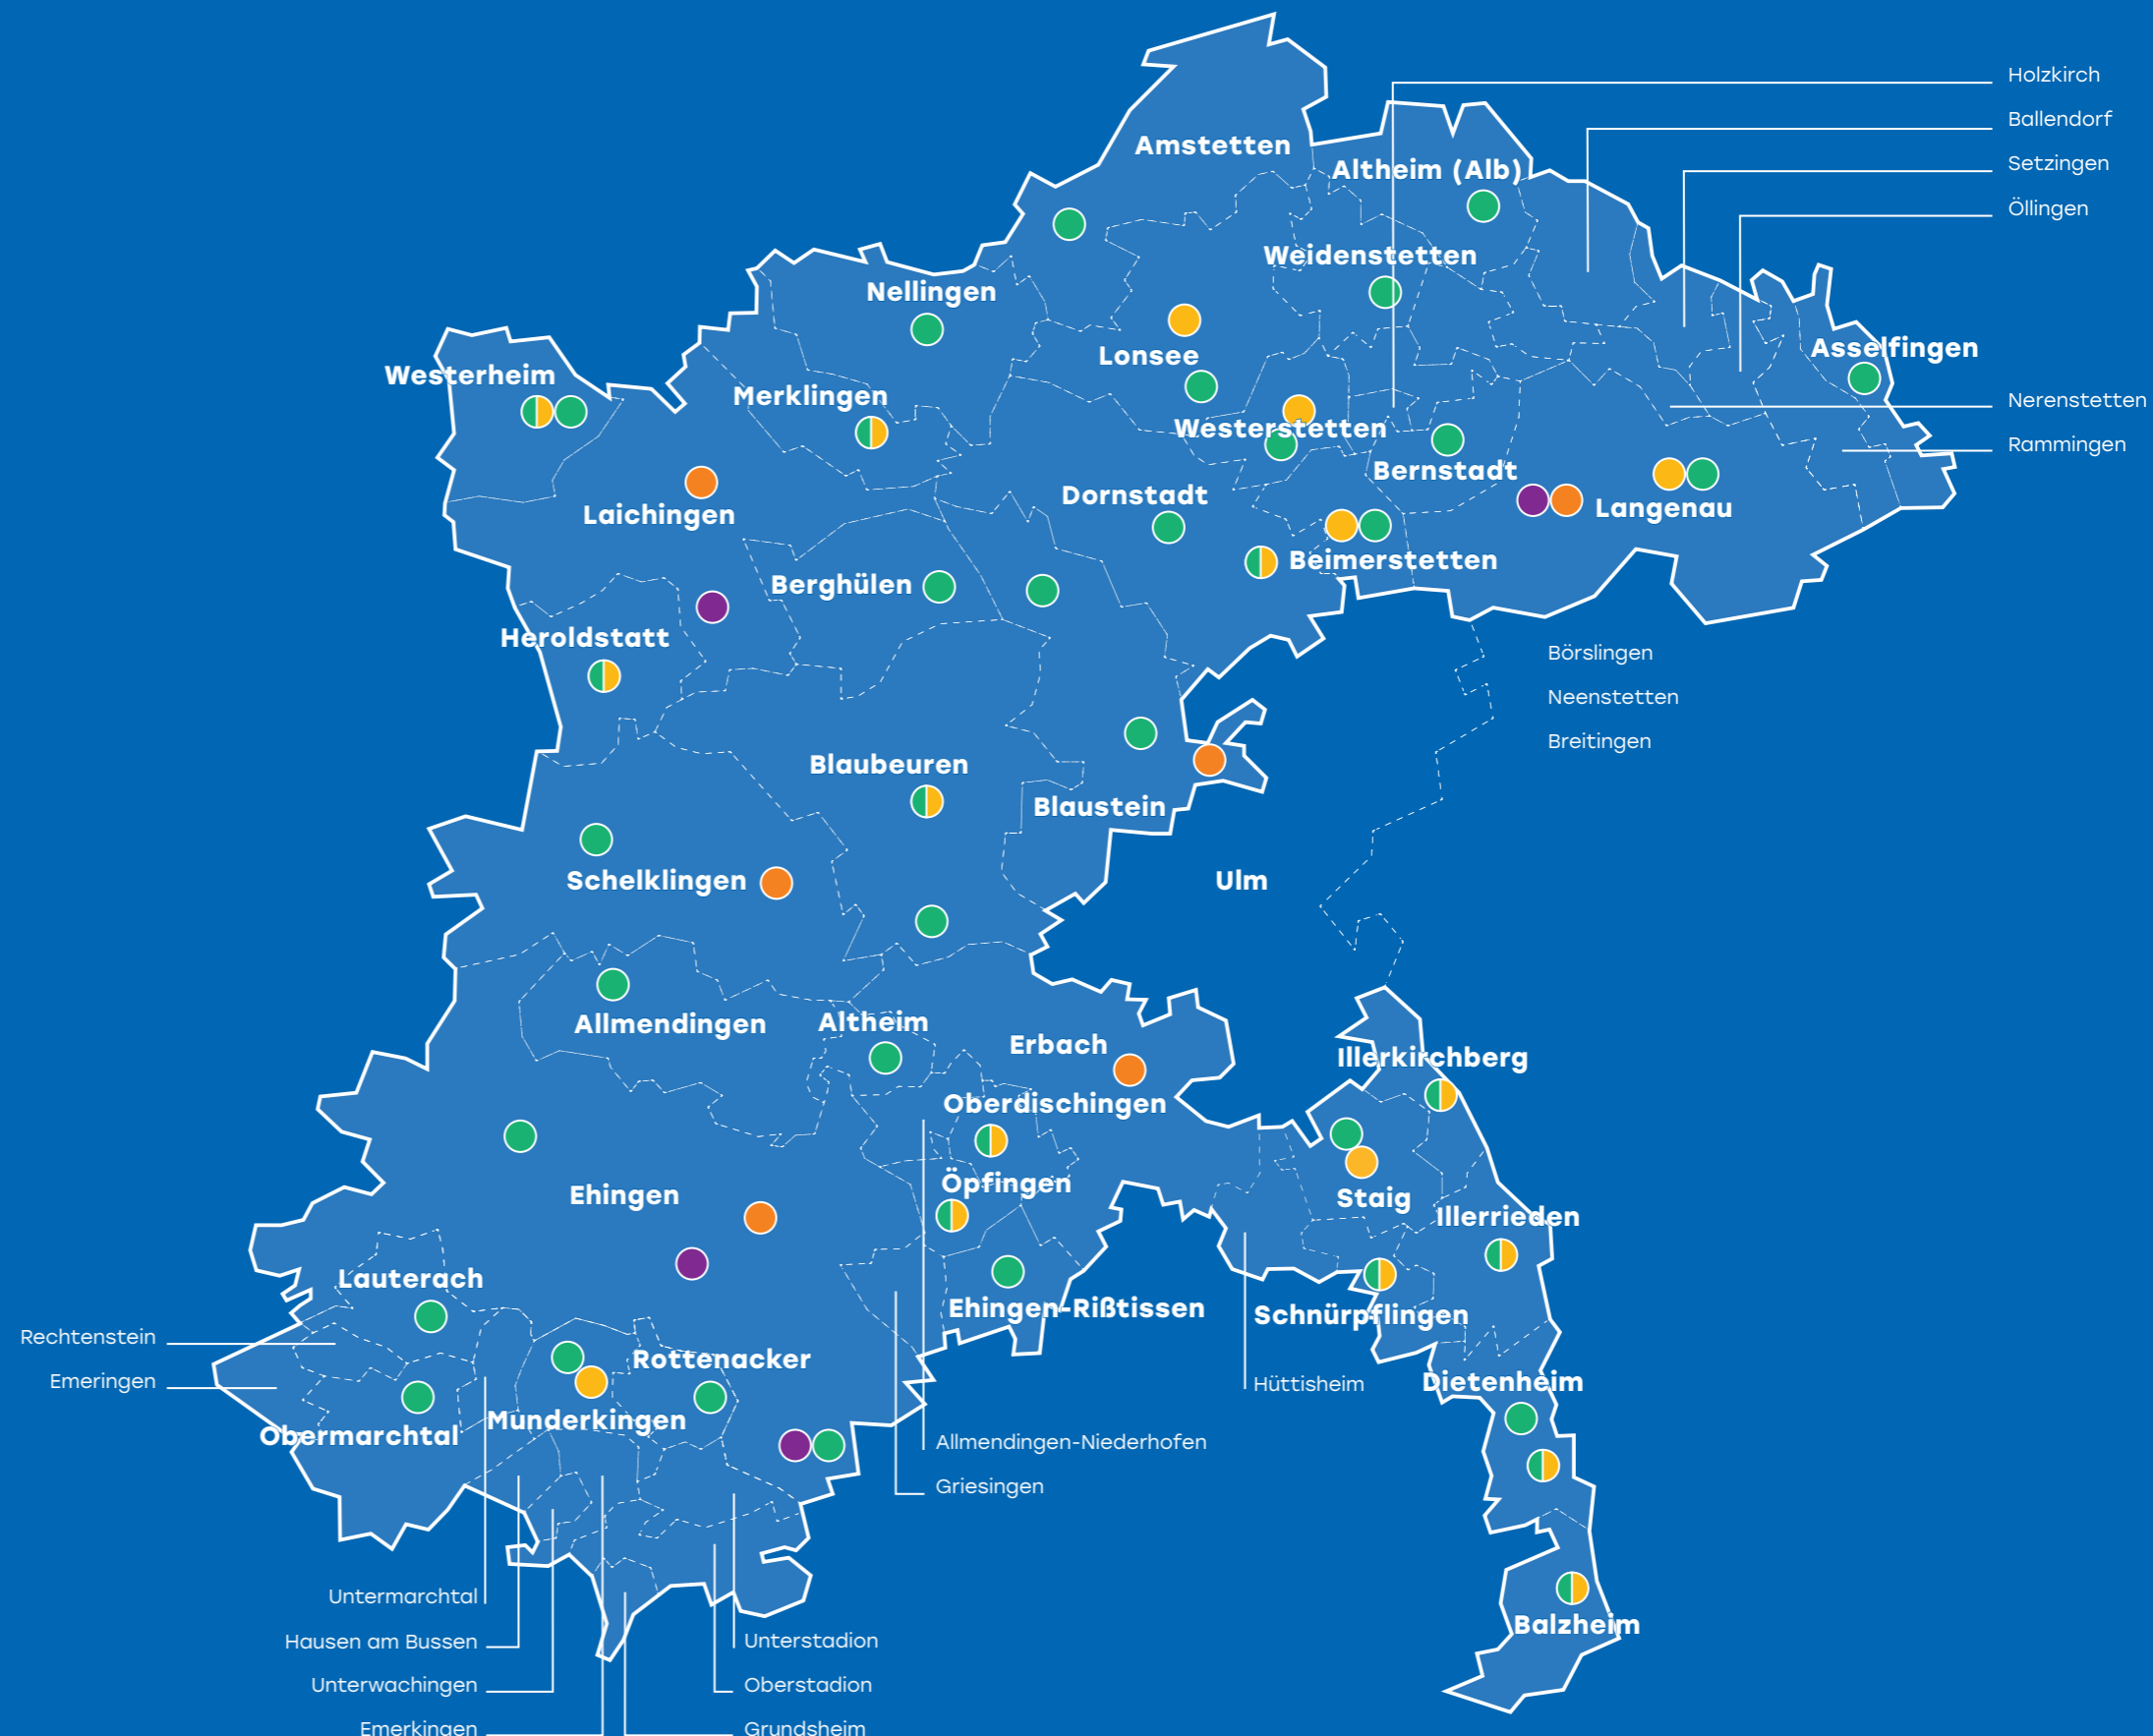 Holzkirch
Ballendorf
Amstetten
Setzingen
Altheim (Alb)
Öllingen
Weidenstetten
Nellingen
Asselfingen
Lonsee
Westerheim
Merklingen
Nerenstetten
Westerstetten
Rammingen
Bernstadt
Dornstadt
Langenau
Laichingen
Beimerstetten
Berghülen
Heroldstatt
Börslingen
Neenstetten
Breitingen
Blaubeuren
Blaustein
Schelklingen
Ulm
Allmendingen
Altheim
Erbach
Illerkirchberg
Oberdischingen
Öpfingen
Ehingen
Staig
Illerrieden
Lauterach
Ehingen-Rißtissen
Schnürpflingen
Rechtenstein
Rottenacker
Emeringen
Hüttisheim
Dietenheim
Munderkingen
Obermarchtal
Allmendingen-Niederhofen
Griesingen
Untermarchtal
Balzheim
Hausen am Bussen
Unterstadion
Unterwachingen
Oberstadion
Emerkingen
Grundsheim